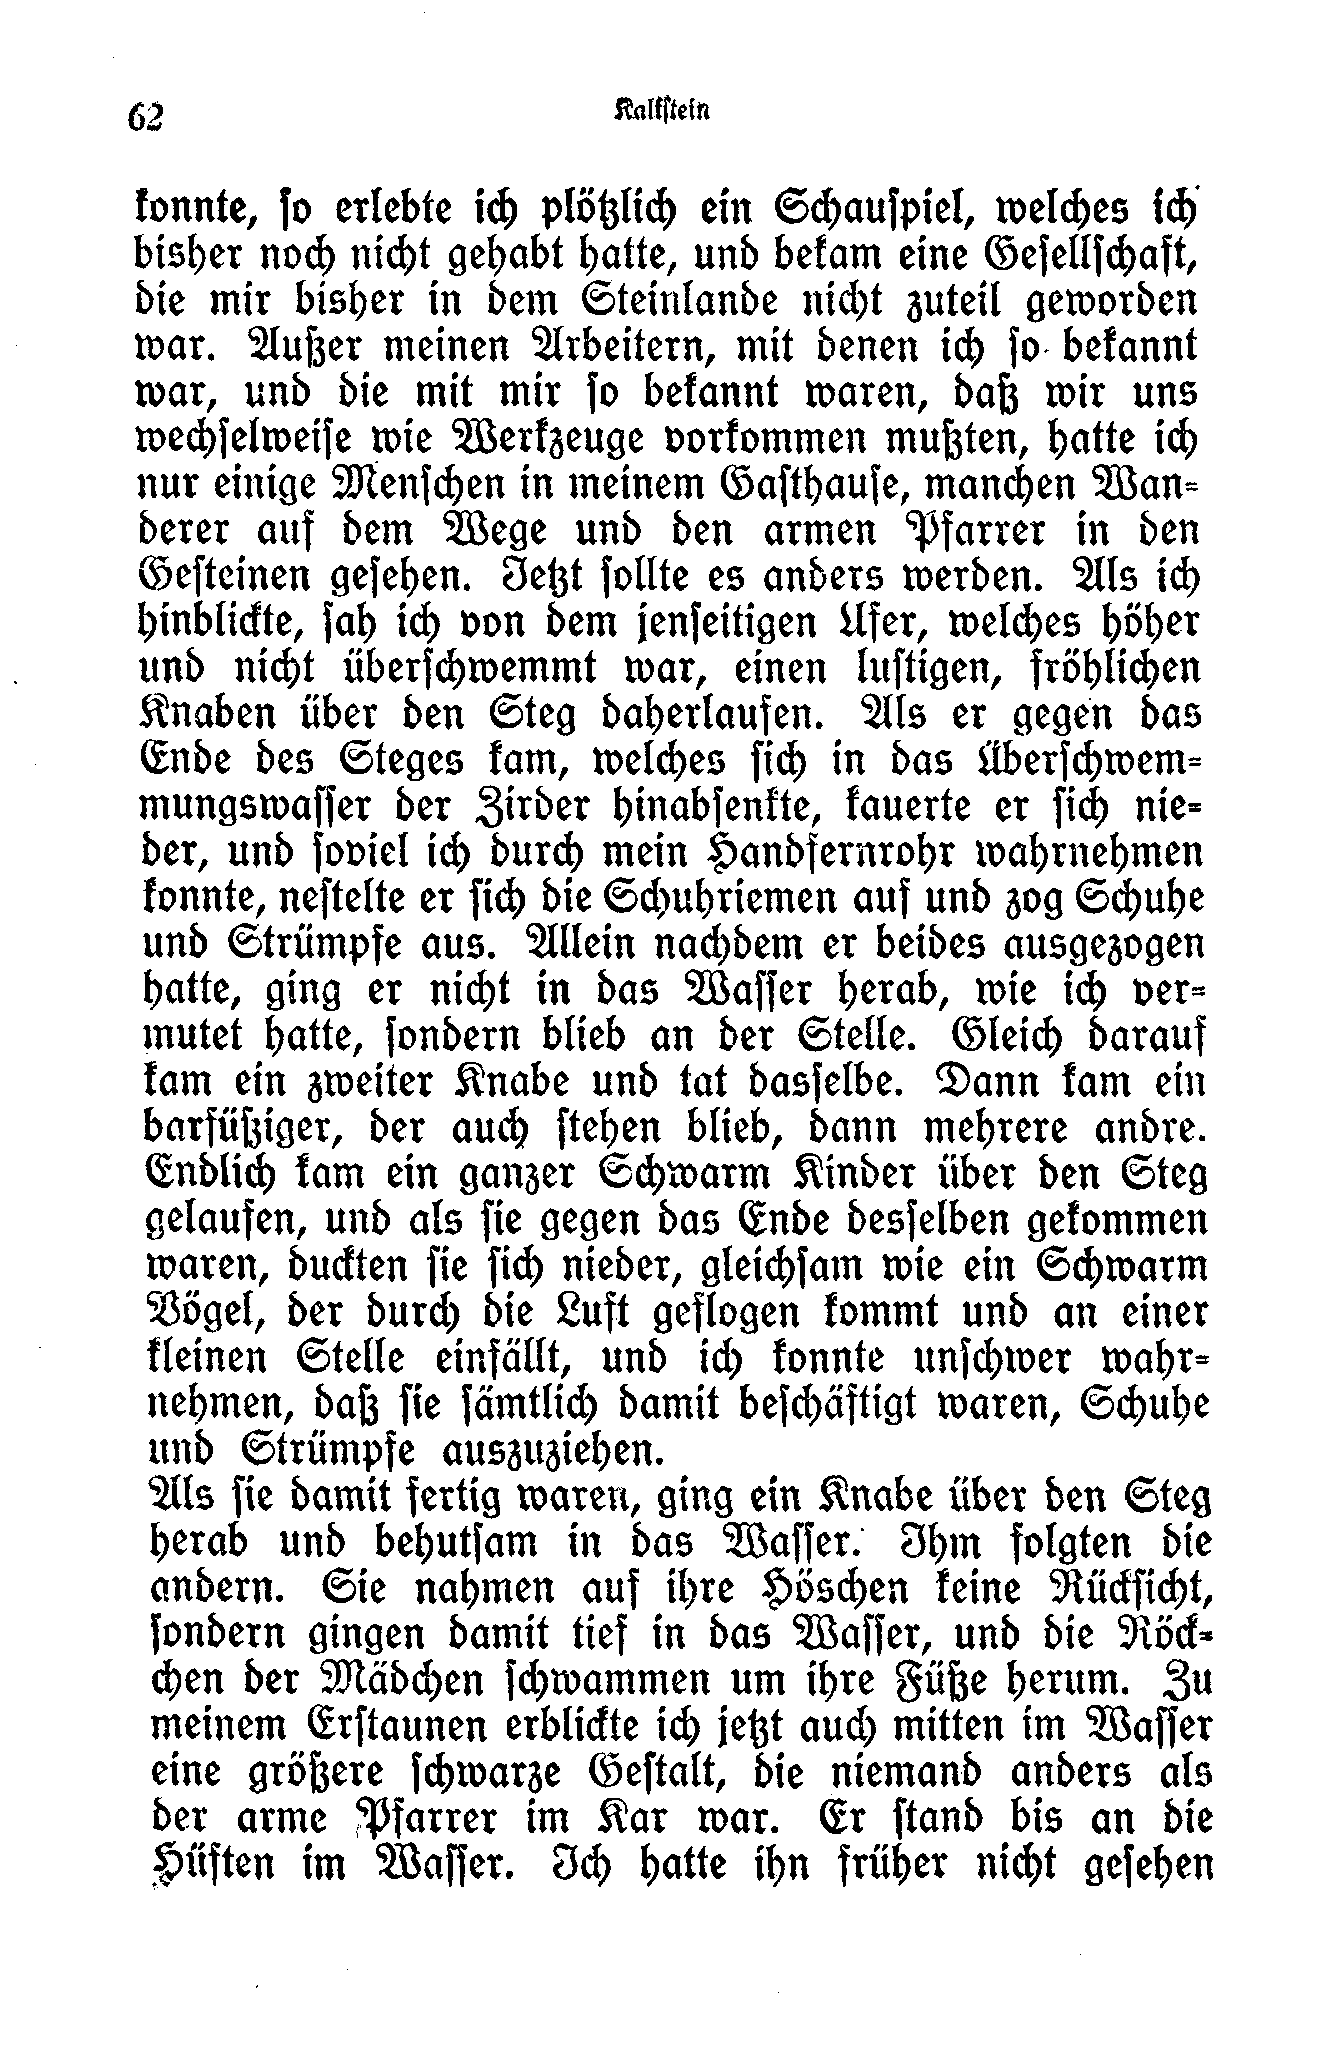 62
Kalkstein
konnte, so erlebte ich plötzlich ein Schauspiel, welches ich
bisher noch nicht gehabt hatte, und bekam eine Gesellschaft,
die mir bisher in dem Steinlande nicht zuteil geworden
war. Außer meinen Arbeitern, mit denen ich so bekannt
war, und die mit mir so bekannt waren, daß wir uns
wechselweise wie Werkzeuge vorkommen mußten, hatte ich
nur einige Menschen in meinem Gasthause, manchen Wan-
derer auf dem Wege und den armen Pfarrer in den
Gesteinen gesehen. Jetzt sollte es anders werden. Als ich
hinblickte, sah ich von dem jenseitigen Ufer, welches höher
und nicht überschwemmt war, einen lustigen, fröhlichen
Knaben über den Steg daherlaufen. Als er gegen das
Ende des Steges kam, welches sich in das Überschwem-
mungswasser der Zirder hinabsenkte, kauerte er sich nie-
der, und soviel ich durch mein Handfernrohr wahrnehmen
konnte, nestelte er sich die Schuhriemen auf und zog Schuhe
und Strümpfe aus. Allein nachdem er beides ausgezogen
hatte, ging er nicht in das Wasser herab, wie ich ver-
mutet hatte, sondern blieb an der Stelle. Gleich darauf
kam ein zweiter Knabe und tat dasselbe. Dann kam ein
barfüßiger, der auch stehen blieb, dann mehrere andre.
Endlich kam ein ganzer Schwarm Kinder über den Steg
gelaufen, und als sie gegen das Ende desselben gekommen
waren, duckten sie sich nieder, gleichsam wie ein Schwarm
Vögel, der durch die Luft geflogen kommt und an einer
kleinen Stelle einfällt, und ich konnte unschwer wahr-
nehmen, daß sie sämtlich damit beschäftigt waren, Schuhe
und Strümpfe auszuziehen.
Als sie damit fertig waren, ging ein Knabe über den Steg
herab und behutsam in das Wasser. Ihm folgten die
andern. Sie nahmen auf ihre Höschen keine Rücksicht,
sondern gingen damit tief in das Wasser, und die Röck-
chen der Mädchen schwammen um ihre Füße herum. Zu
meinem Erstaunen erblickte ich jetzt auch mitten im Wasser
eine größere schwarze Gestalt, die niemand anders als
der arme Pfarrer im Kar war. Er stand bis an die
Hüften im Wasser. Ich hatte ihn früher nicht gesehen